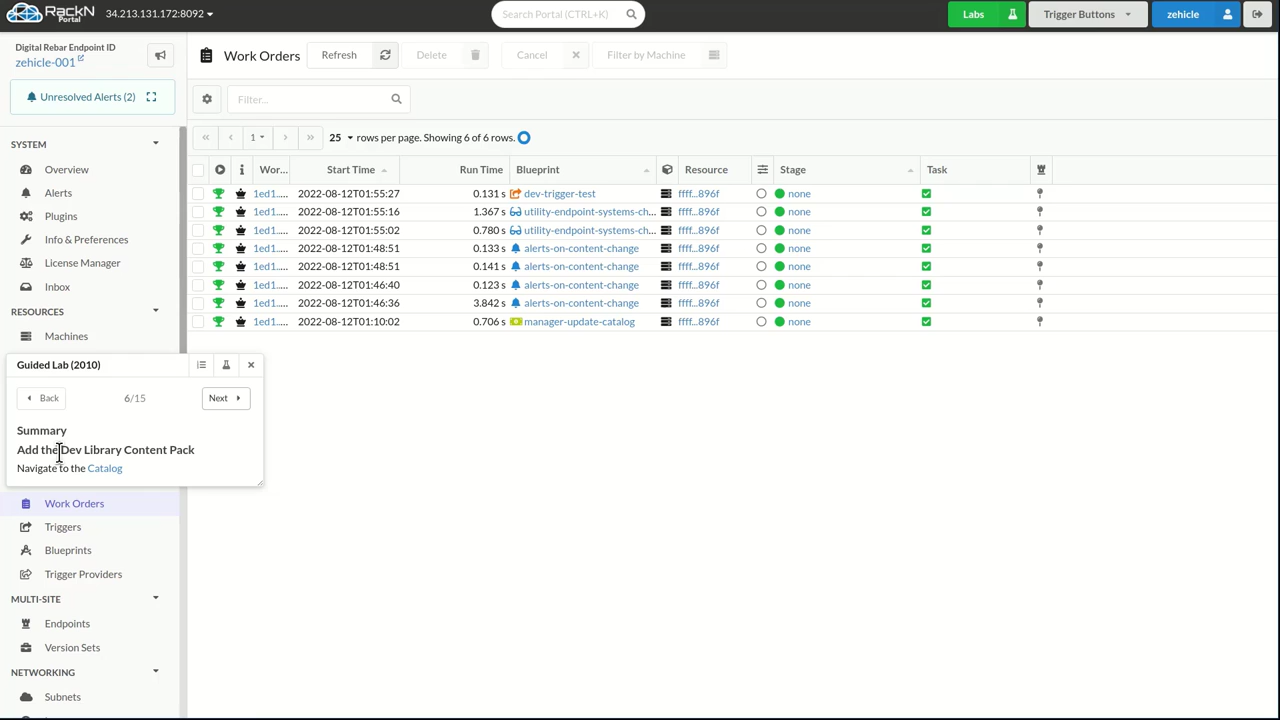 RACKN
Portal
34.213.131.172:8092
Search Portal (CTRL+K)
Labs
Trigger Buttons
zehicle
Digital Rebar Endpoint ID
zehicle-001
Unresolved Alerts (2)
SYSTEM
Overview
Alerts
Plugins
Info & Preferences
License Manager
Inbox
RESOURCES
Machines
Guided Lab (2010)
Back
6/15
Next
Summary
Add the Dev Library Content Pack
Navigate to the Catalog
Work Orders
Triggers
Blueprints
Trigger Providers
MULTI-SITE
Endpoints
Version Sets
NETWORKING
Subnets
Work Orders
Refresh
Delete
Cancel
Filter by Machine
Filter...
1
25 rows per page. Showing 6 of 6 rows.
Wor... Start Time Run Time Blueprint Resource Stage Task
1ed1.... 2022-08-12T01:55:27 0.131 s dev-trigger-test ffff...896f none
1ed1.... 2022-08-12T01:55:16 1.367 s utility-endpoint-systems-ch... ffff...896f none
1ed1.... 2022-08-12T01:55:02 0.780 s utility-endpoint-systems-ch... ffff...896f none
1ed1.... 2022-08-12T01:48:51 0.133 s alerts-on-content-change ffff...896f none
1ed1.... 2022-08-12T01:48:51 0.141 s alerts-on-content-change ffff...896f none
1ed1.... 2022-08-12T01:46:40 0.123 s alerts-on-content-change ffff...896f none
1ed1.... 2022-08-12T01:46:36 3.842 s alerts-on-content-change ffff...896f none
1ed1.... 2022-08-12T01:10:02 0.706 s manager-update-catalog ffff...896f none